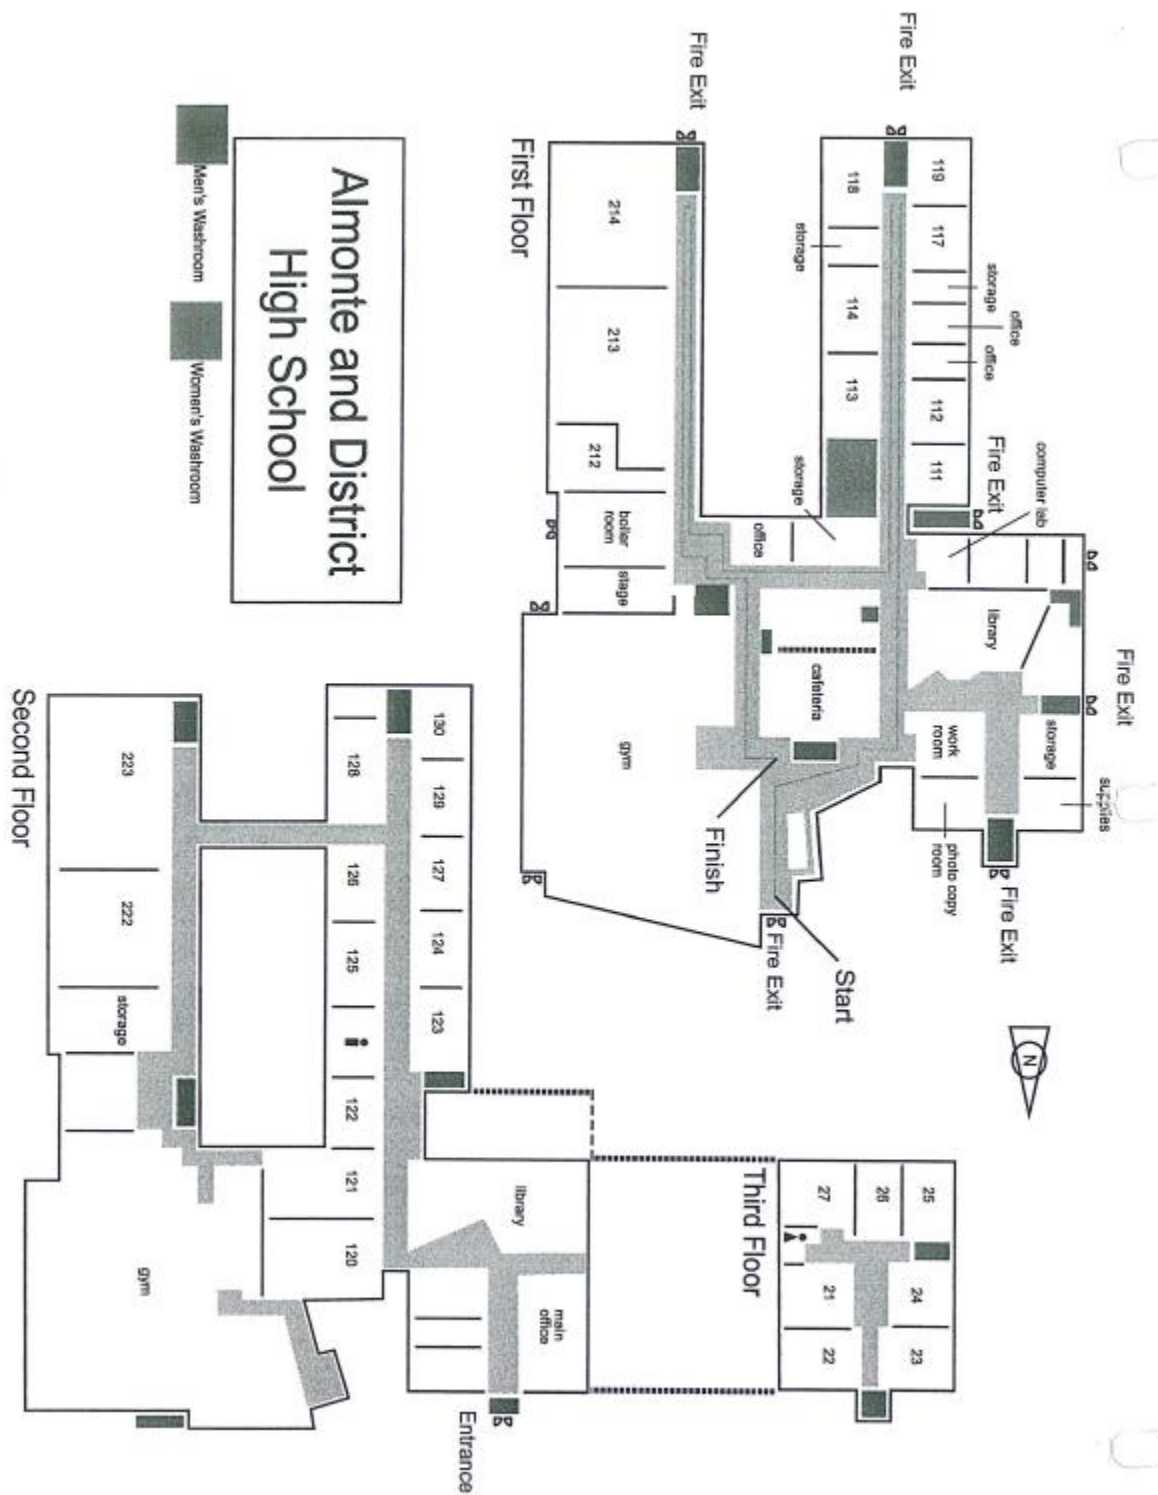 Almonte and District
High School
Men's Washroom
Women's Washroom
First Floor
Fire Exit
Fire Exit
119
117
storage
office
office
112
111
118
storage
114
113
storage
office
214
213
212
boiler
room
stage
Fire Exit
computer lab
library
Fire Exit
storage
supplies
work
room
photo copy
room
Fire Exit
cafeteria
gym
Finish
Start
Fire Exit
N
Second Floor
130
129
127
124
123
128
126
125
122
121
120
223
222
storage
gym
library
main
office
Entrance
Third Floor
25
26
27
24
23
21
22